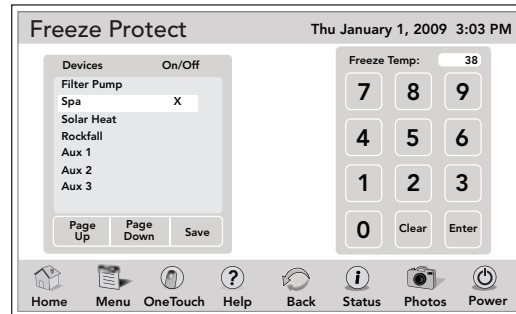 Freeze Protect Thu January 1, 2009 3:03 PM
Devices On/Off
Filter Pump
Spa X
Solar Heat
Rockfall
Aux 1
Aux 2
Aux 3
Page Up Page Down Save
Freeze Temp: 38
7 8 9
4 5 6
1 2 3
0 Clear Enter
Home Menu OneTouch Help Back Status Photos Power